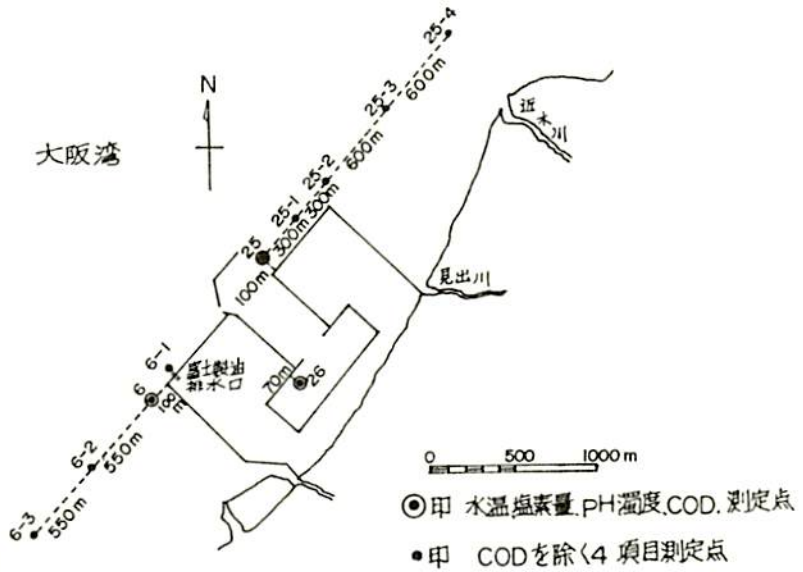 25-4
600m
25-3
600m
25-2
300m
25-1
300m
25
100m
N
大阪湾
近木川
見出川
6-1
富士製油
排水口
6
70m
26
6-2
550m
6-3
550m
0 500 1000m
◉印 水温,塩素量,PH濁度,COD,測定点
•印 CODを除く4項目測定点